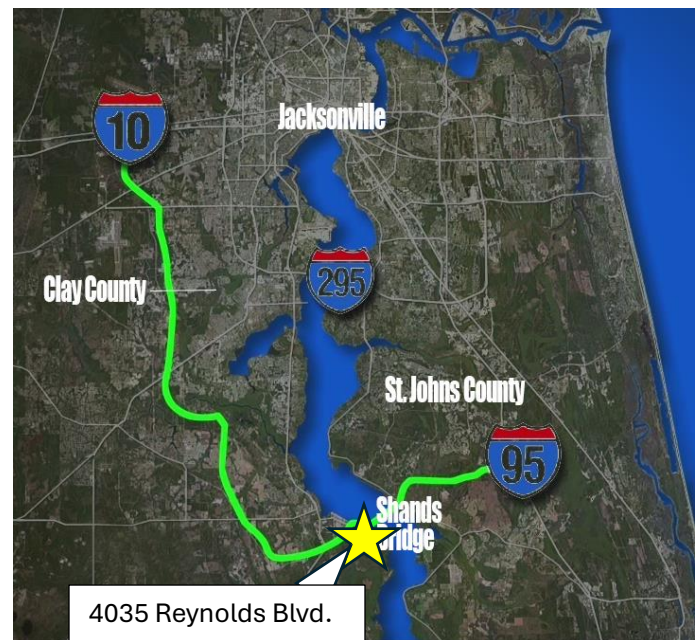 10
Jacksonville
295
Clay County
St. Johns County
95
Shands
Bridge
4035 Reynolds Blvd.